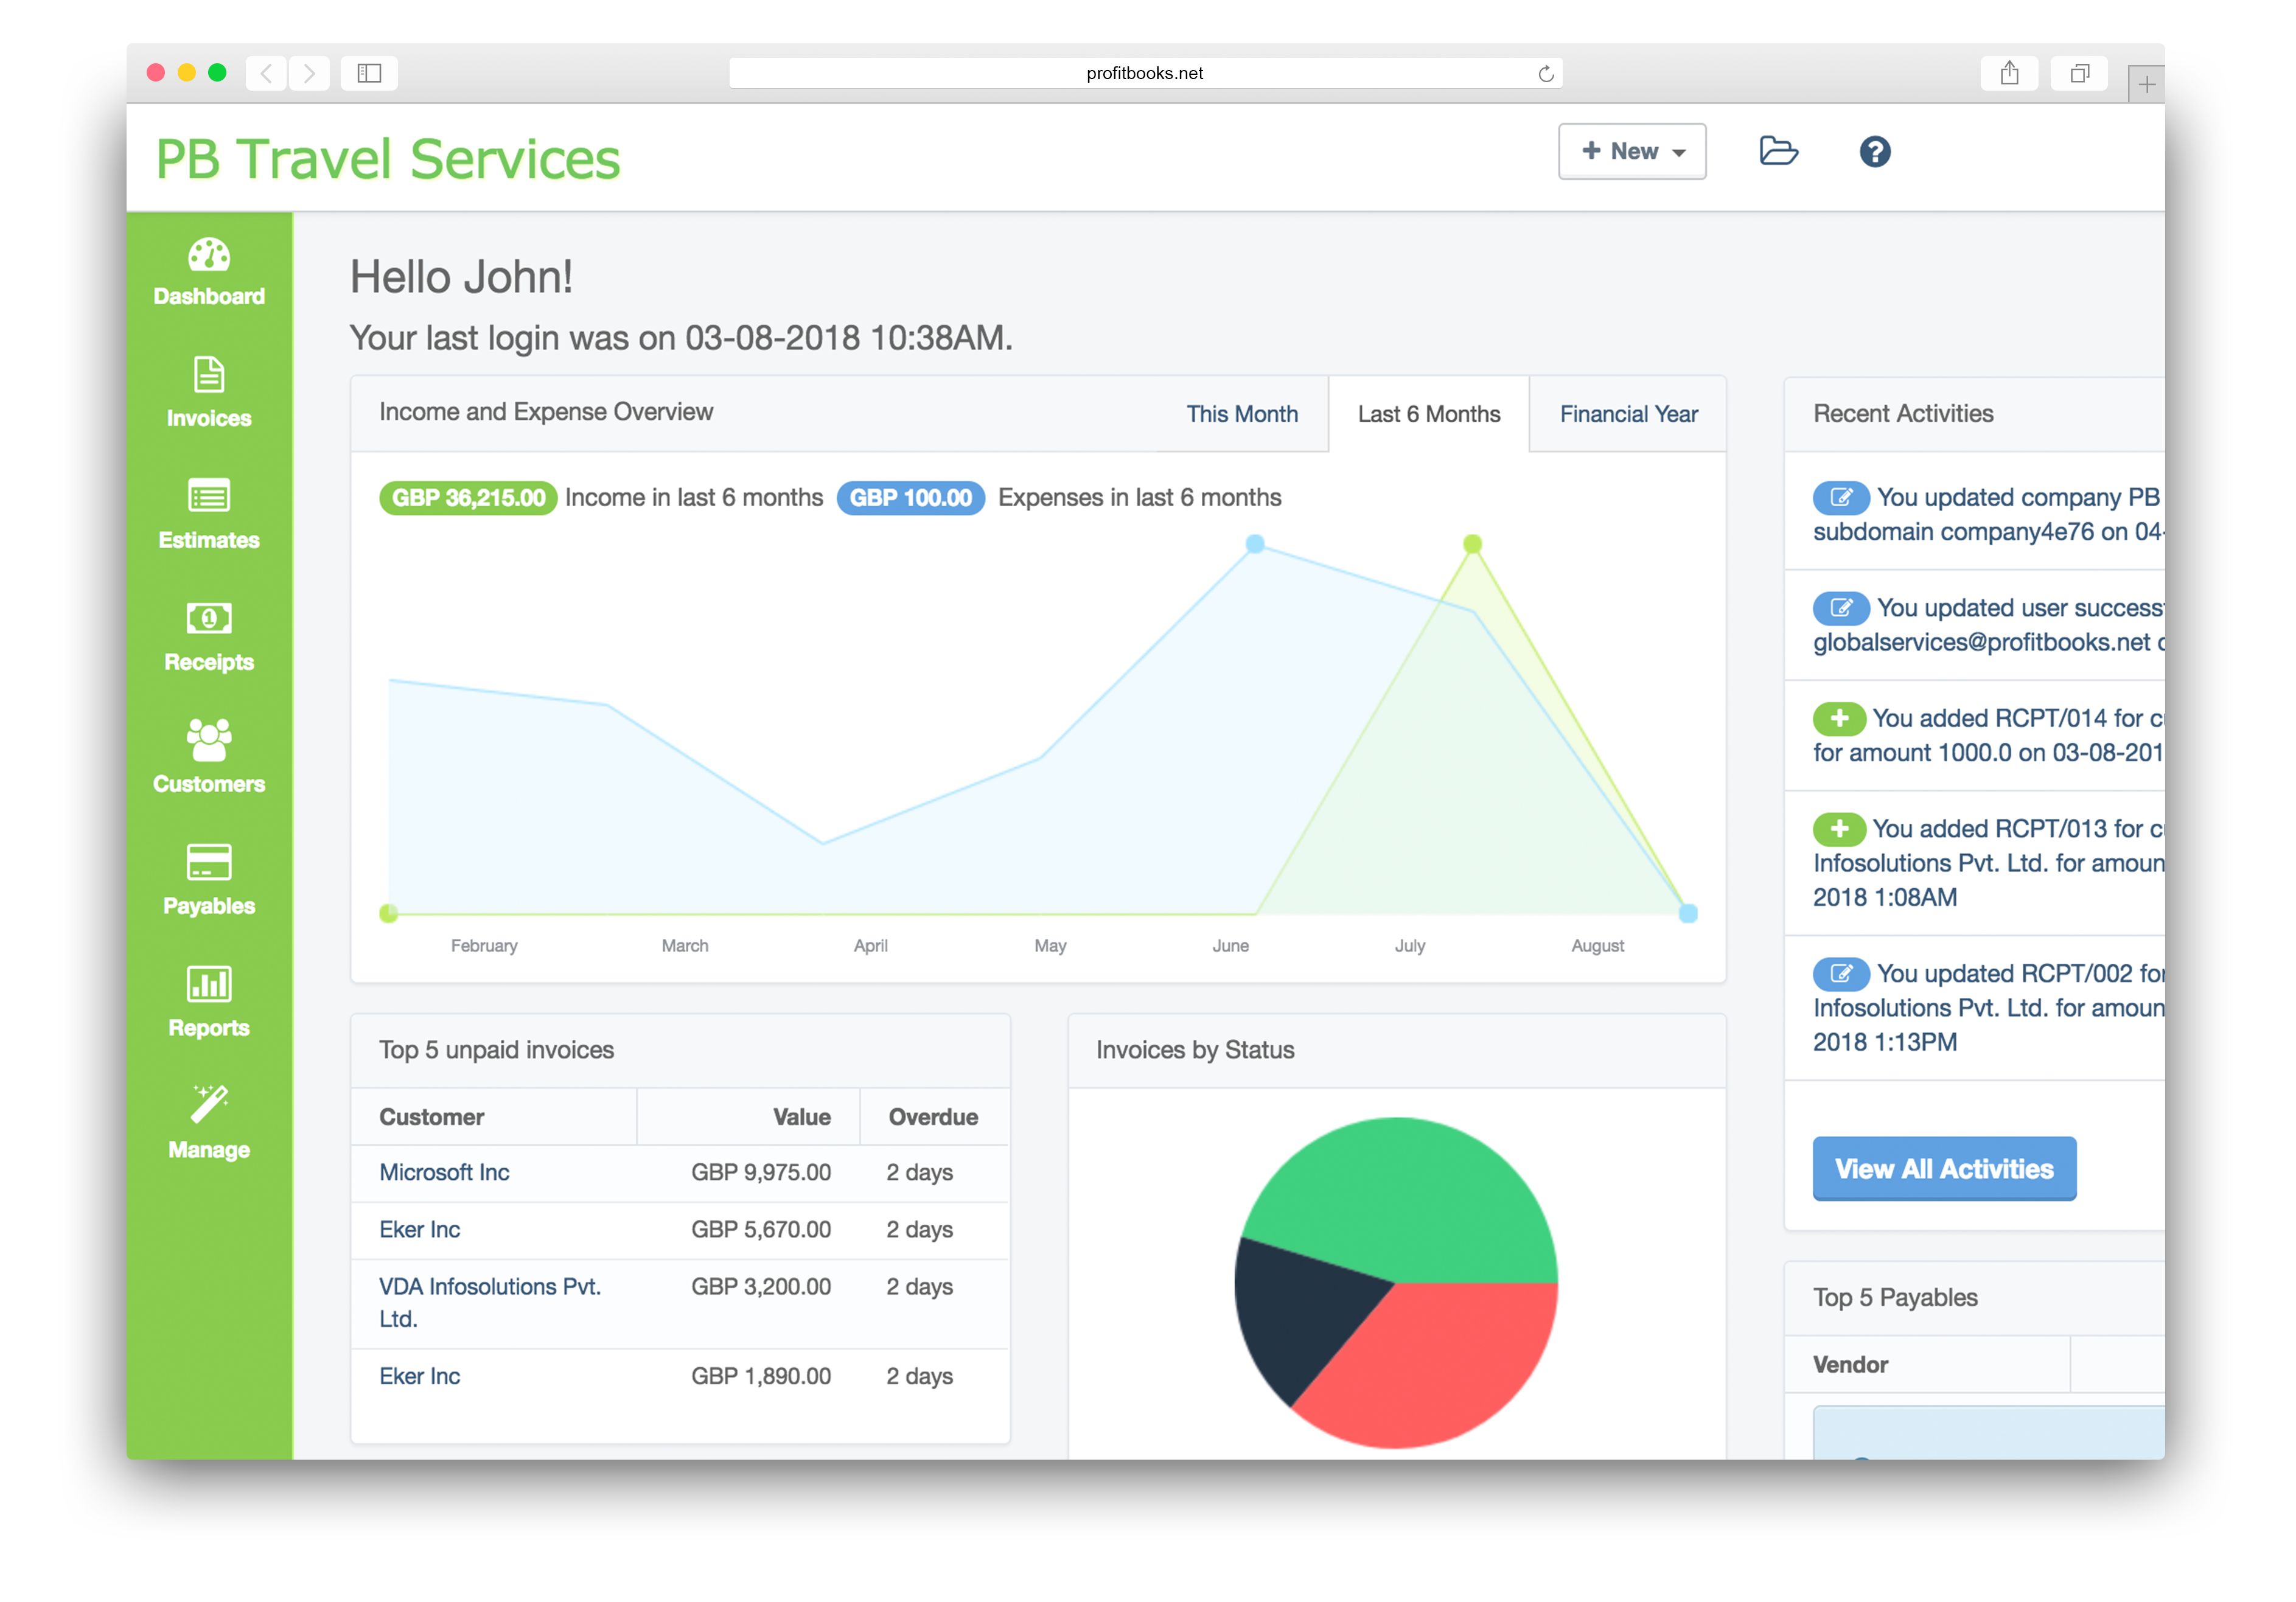 profitbooks.net
PB Travel Services
New
Dashboard
Invoices
Estimates
Receipts
Customers
Payables
Reports
Manage
Hello John!
Your last login was on 03-08-2018 10:38AM.
Income and Expense Overview
This Month
Last 6 Months
Financial Year
GBP 36,215.00 Income in last 6 months GBP 100.00 Expenses in last 6 months
February March April May June July August
Top 5 unpaid invoices
Customer Value Overdue
Microsoft Inc GBP 9,975.00 2 days
Eker Inc GBP 5,670.00 2 days
VDA Infosolutions Pvt. GBP 3,200.00 2 days
Ltd.
Eker Inc GBP 1,890.00 2 days
Invoices by Status
Recent Activities
You updated company PB
subdomain company4e76 on 04-
You updated user
globalservices@profitbooks.net
You added RCPT/014 for
for amount 1000.0 on
You added RCPT/013 for
Infosolutions Pvt. Ltd. for
2018 1:08AM
You updated RCPT/002 for
Infosolutions Pvt. Ltd. for
2018 1:13PM
View All Activities
Top 5 Payables
Vendor